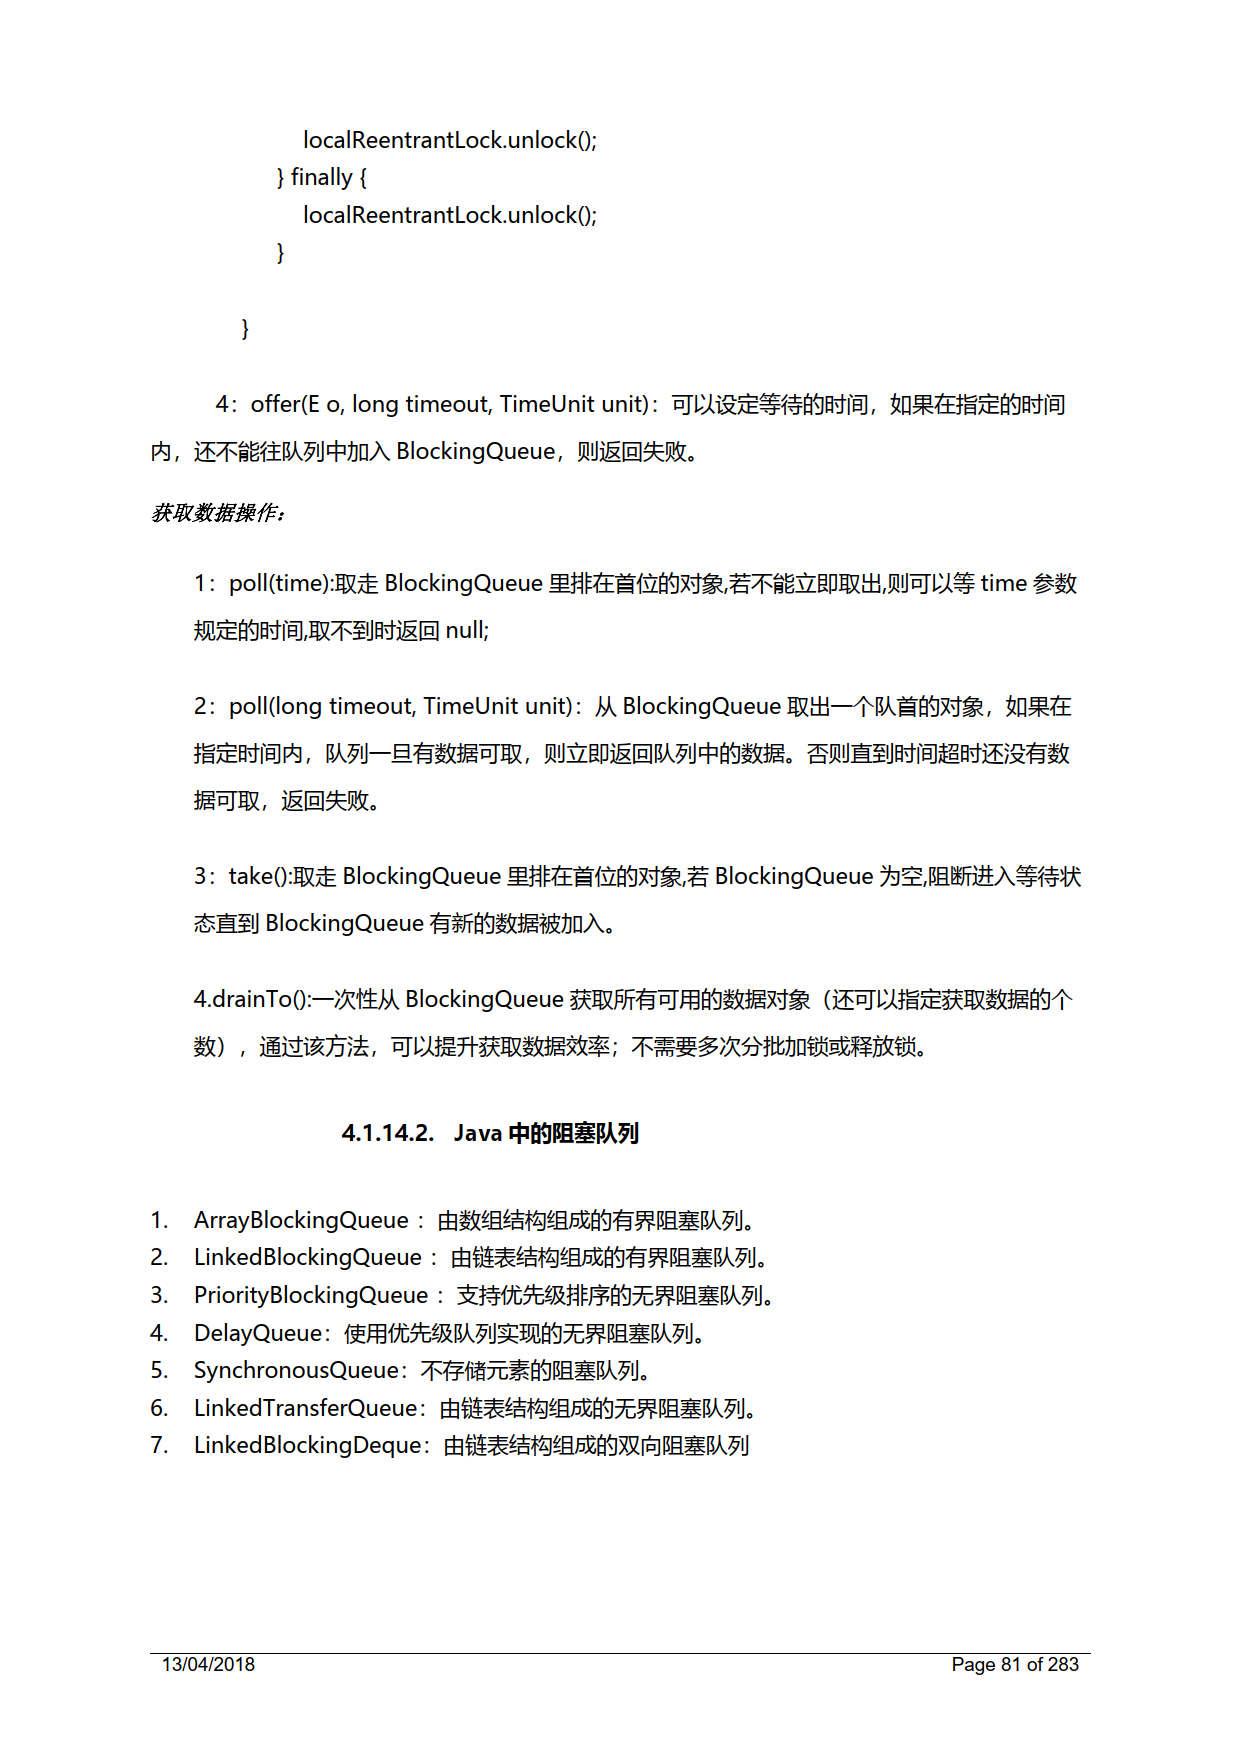 localReentrantLock.unlock();
} finally {
localReentrantLock.unlock();
}
}
4：offer(E o, long timeout, TimeUnit unit)：可以设定等待的时间，如果在指定的时间
内，还不能往队列中加入 BlockingQueue，则返回失败。
获取数据操作：
1：poll(time):取走 BlockingQueue 里排在首位的对象,若不能立即取出,则可以等 time 参数
规定的时间,取不到时返回 null;
2：poll(long timeout, TimeUnit unit)：从 BlockingQueue 取出一个队首的对象，如果在
指定时间内，队列一旦有数据可取，则立即返回队列中的数据。否则直到时间超时还没有数
据可取，返回失败。
3：take():取走 BlockingQueue 里排在首位的对象,若 BlockingQueue 为空,阻断进入等待状
态直到 BlockingQueue 有新的数据被加入。
4.drainTo():一次性从 BlockingQueue 获取所有可用的数据对象（还可以指定获取数据的个
数），通过该方法，可以提升获取数据效率；不需要多次分批加锁或释放锁。
4.1.14.2. Java 中的阻塞队列
1. ArrayBlockingQueue ：由数组结构组成的有界阻塞队列。
2. LinkedBlockingQueue ：由链表结构组成的有界阻塞队列。
3. PriorityBlockingQueue ：支持优先级排序的无界阻塞队列。
4. DelayQueue：使用优先级队列实现的无界阻塞队列。
5. SynchronousQueue：不存储元素的阻塞队列。
6. LinkedTransferQueue：由链表结构组成的无界阻塞队列。
7. LinkedBlockingDeque：由链表结构组成的双向阻塞队列
13/04/2018 Page 81 of 283